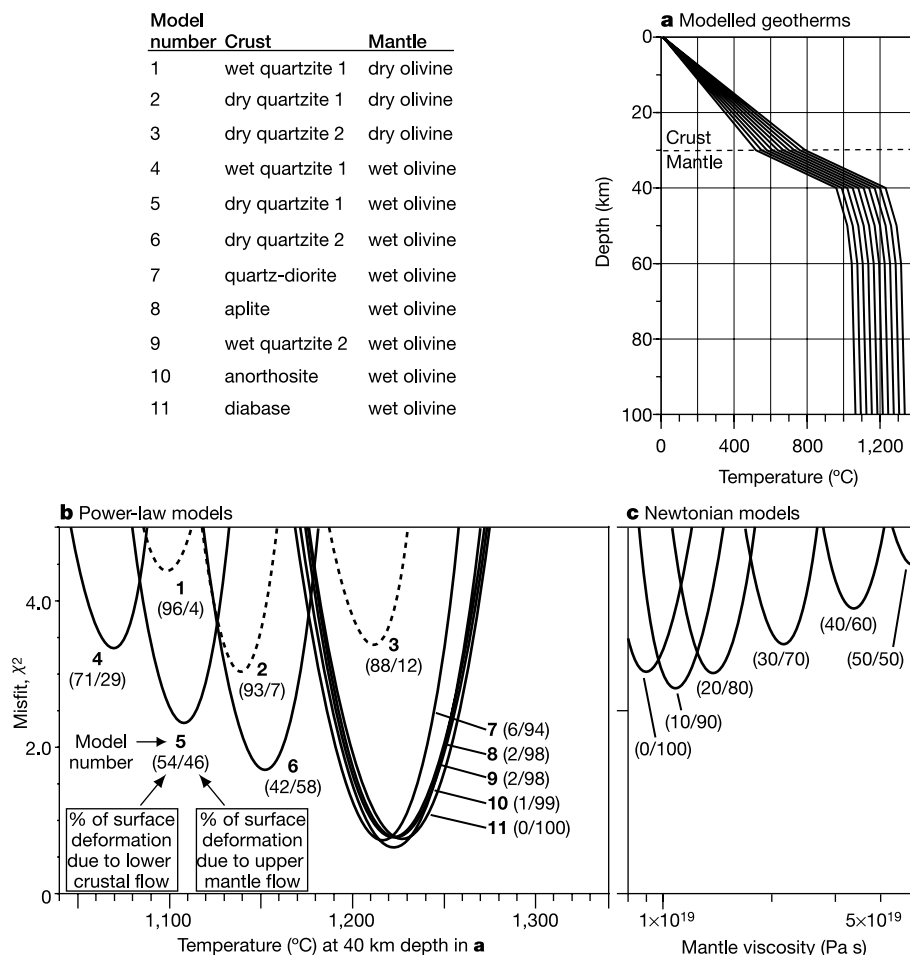 Model
number Crust Mantle
1 wet quartzite 1 dry olivine
2 dry quartzite 1 dry olivine
3 dry quartzite 2 dry olivine
4 wet quartzite 1 wet olivine
5 dry quartzite 1 wet olivine
6 dry quartzite 2 wet olivine
7 quartz-diorite wet olivine
8 aplite wet olivine
9 wet quartzite 2 wet olivine
10 anorthosite wet olivine
11 diabase wet olivine
a Modelled geotherms
0
20
40
60
80
100
Depth (km)
Crust
Mantle
0 400 800 1,200
Temperature (°C)
b Power-law models
4.0
2.0
0
Misfit, χ²
1
(96/4)
4
(71/29)
2
(93/7)
3
(88/12)
Model number
5
(54/46)
6
(42/58)
7 (6/94)
8 (2/98)
9 (2/98)
10 (1/99)
11 (0/100)
% of surface
deformation
due to lower
crustal flow
% of surface
deformation
due to upper
mantle flow
1,100 1,200 1,300
Temperature (°C) at 40 km depth in a
c Newtonian models
(40/60)
(50/50)
(30/70)
(20/80)
(10/90)
(0/100)
1×10¹⁹ 5×10¹⁹
Mantle viscosity (Pa s)